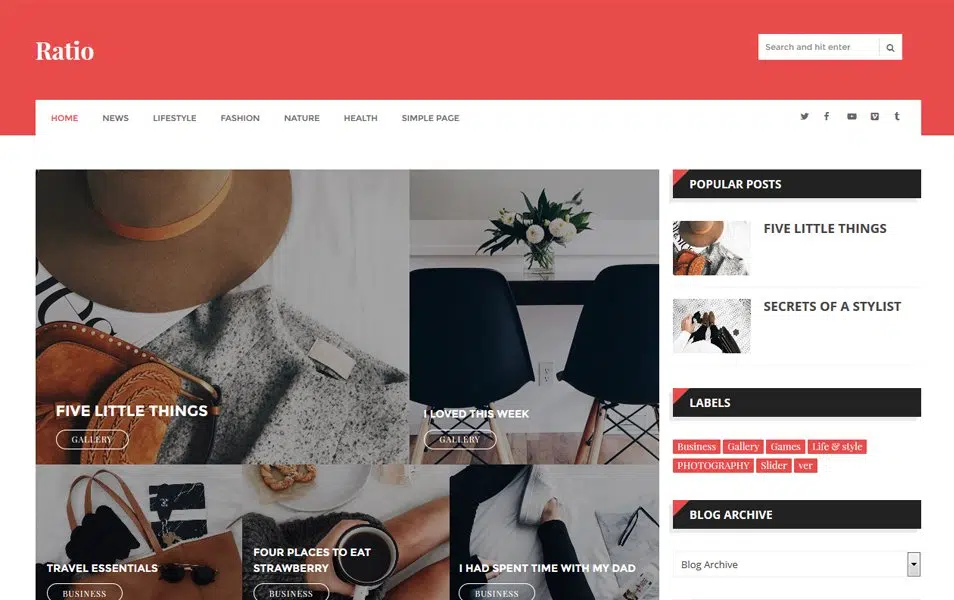 Ratio
Search and hit enter
HOME NEWS LIFESTYLE FASHION NATURE HEALTH SIMPLE PAGE
FIVE LITTLE THINGS
GALLERY
I LOVED THIS WEEK
GALLERY
TRAVEL ESSENTIALS
BUSINESS
FOUR PLACES TO EAT
STRAWBERRY
BUSINESS
I HAD SPENT TIME WITH MY DAD
BUSINESS
POPULAR POSTS
FIVE LITTLE THINGS
SECRETS OF A STYLIST
LABELS
Business Gallery Games Life & style
PHOTOGRAPHY Slider ver
BLOG ARCHIVE
Blog Archive